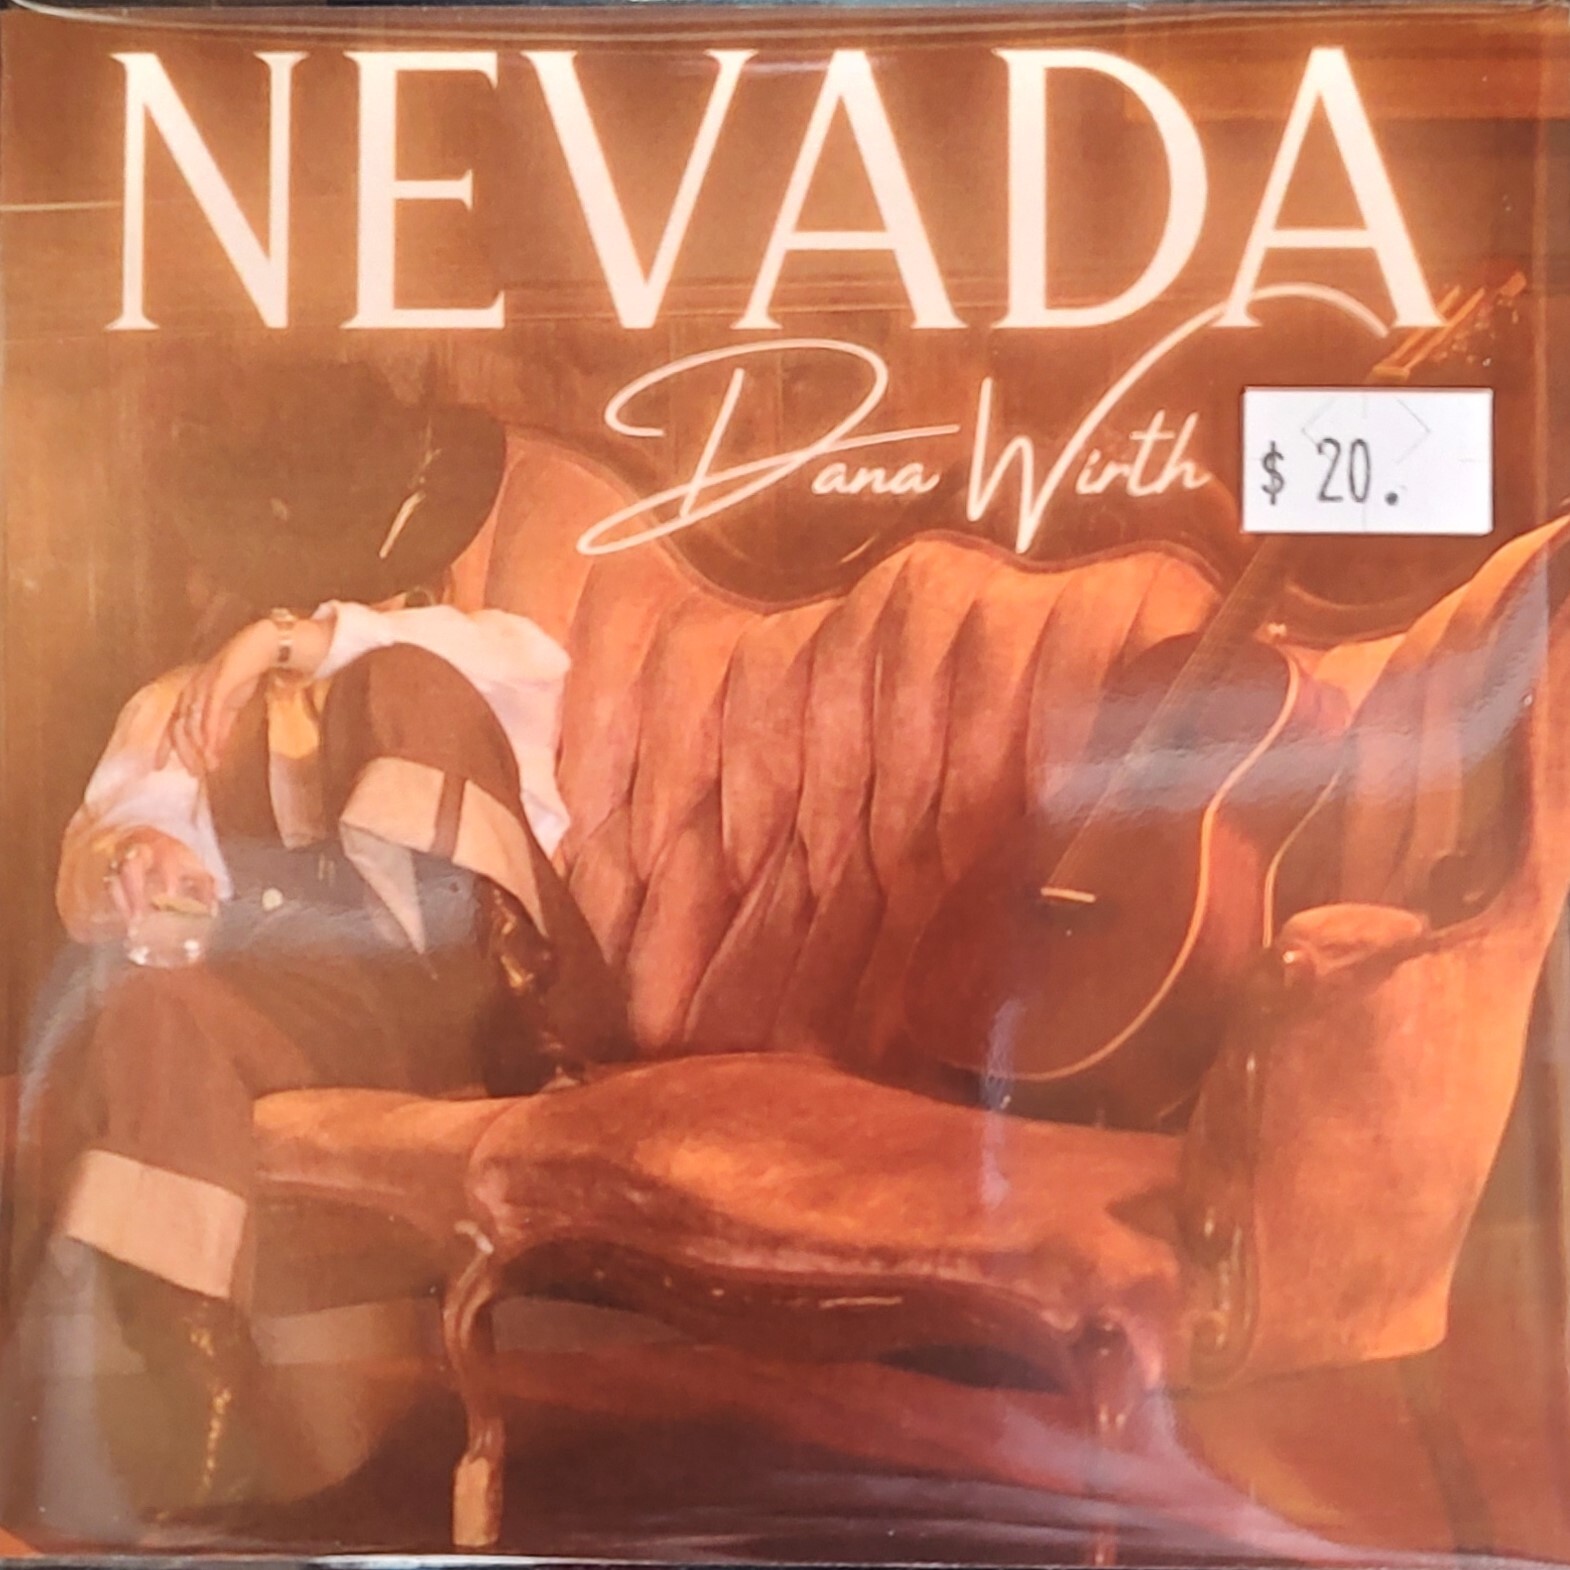 NEVADA
Dana Wirth
$ 20.